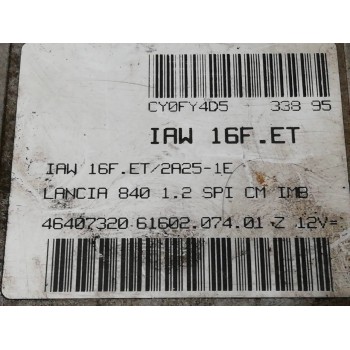 CY0FY4D5 338 95
IAW 16F.ET
IAW 16F.ET/2A25-1E
LANCIA 840 1.2 SPI CM IMB
46407320 61602.074.01 Z 12V=